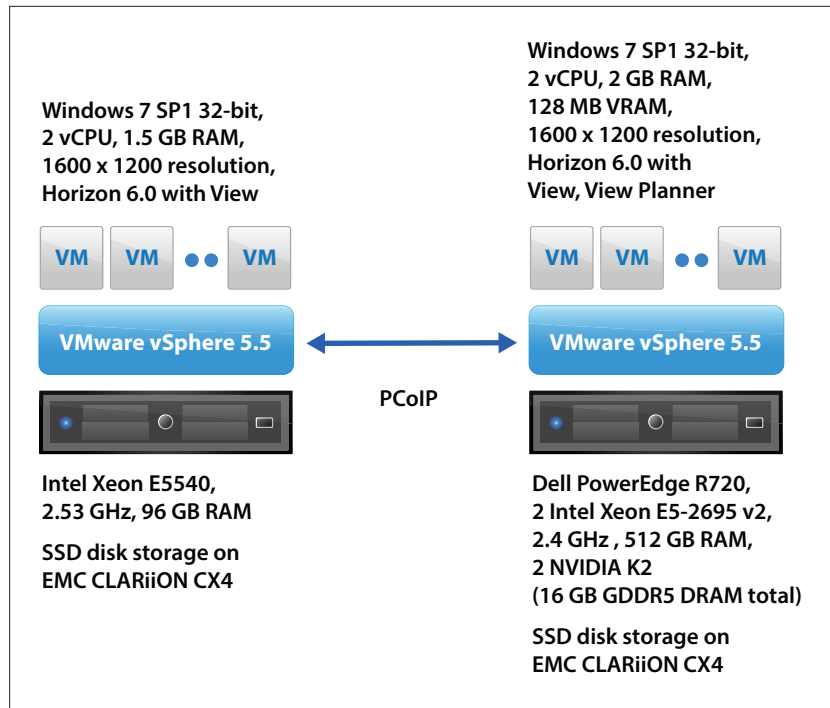 Windows 7 SP1 32-bit,
2 vCPU, 1.5 GB RAM,
1600 x 1200 resolution,
Horizon 6.0 with View
VM VM VM
VMware vSphere 5.5
Intel Xeon E5540,
2.53 GHz, 96 GB RAM
SSD disk storage on
EMC CLARiiON CX4
PCoIP
Windows 7 SP1 32-bit,
2 vCPU, 2 GB RAM,
128 MB VRAM,
1600 x 1200 resolution,
Horizon 6.0 with
View, View Planner
VM VM VM
VMware vSphere 5.5
Dell PowerEdge R720,
2 Intel Xeon E5-2695 v2,
2.4 GHz , 512 GB RAM,
2 NVIDIA K2
(16 GB GDDR5 DRAM total)
SSD disk storage on
EMC CLARiiON CX4